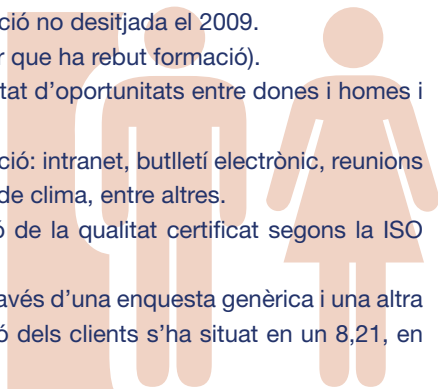 ció no desitjada el 2009.
r que ha rebut formació).
tat d'oportunitats entre dones i homes i
ció: intranet, butlletí electrònic, reunions
de clima, entre altres.
ó de la qualitat certificat segons la ISO
avés d'una enquesta genèrica i una altra
ó dels clients s'ha situat en un 8,21, en